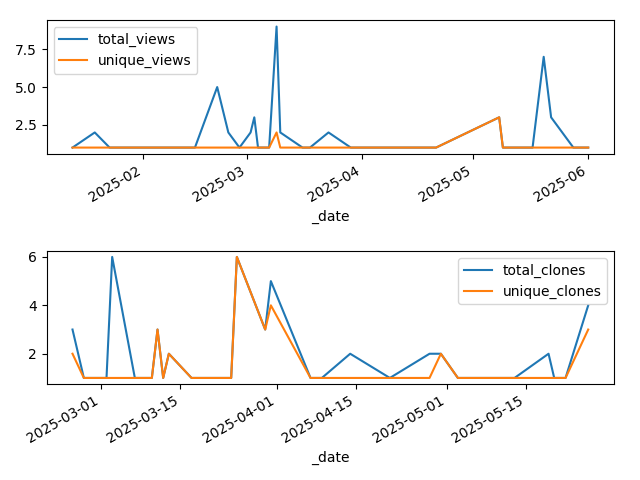 total_views
unique_views
7.5
5.0
2.5
2025-02
2025-03
2025-04
2025-05
2025-06
_date
total_clones
unique_clones
6
4
2
2025-03-01
2025-03-15
2025-04-01
2025-04-15
2025-05-01
2025-05-15
_date